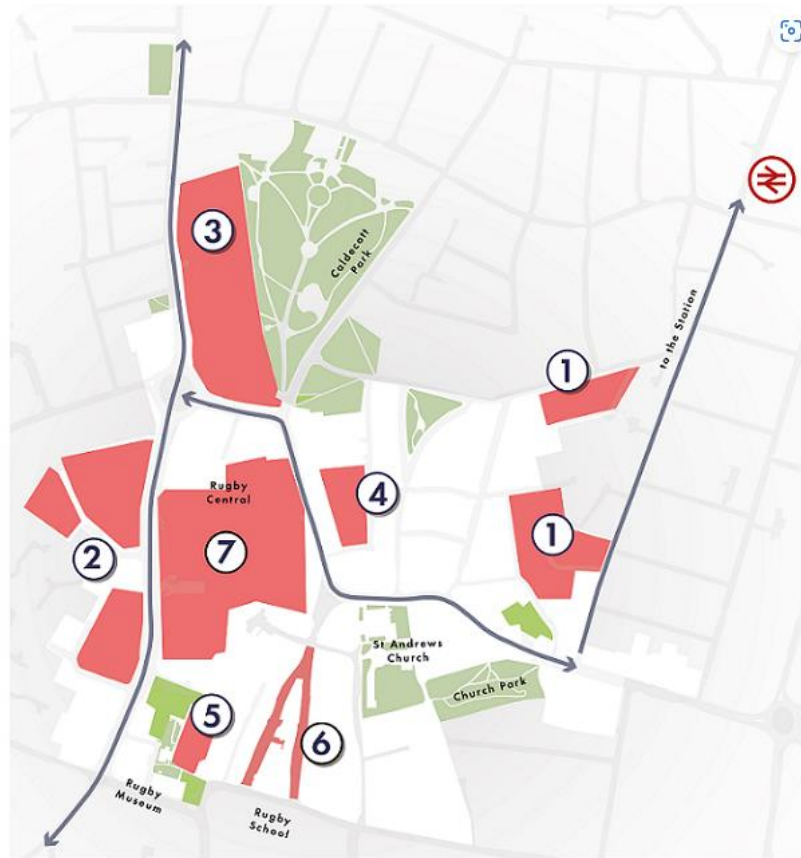 3
Caldecott
Park
to the Station
1
Rugby
Central
4
7
1
2
St Andrews
Church
Church Park
5
6
Rugby
Museum
Rugby
School